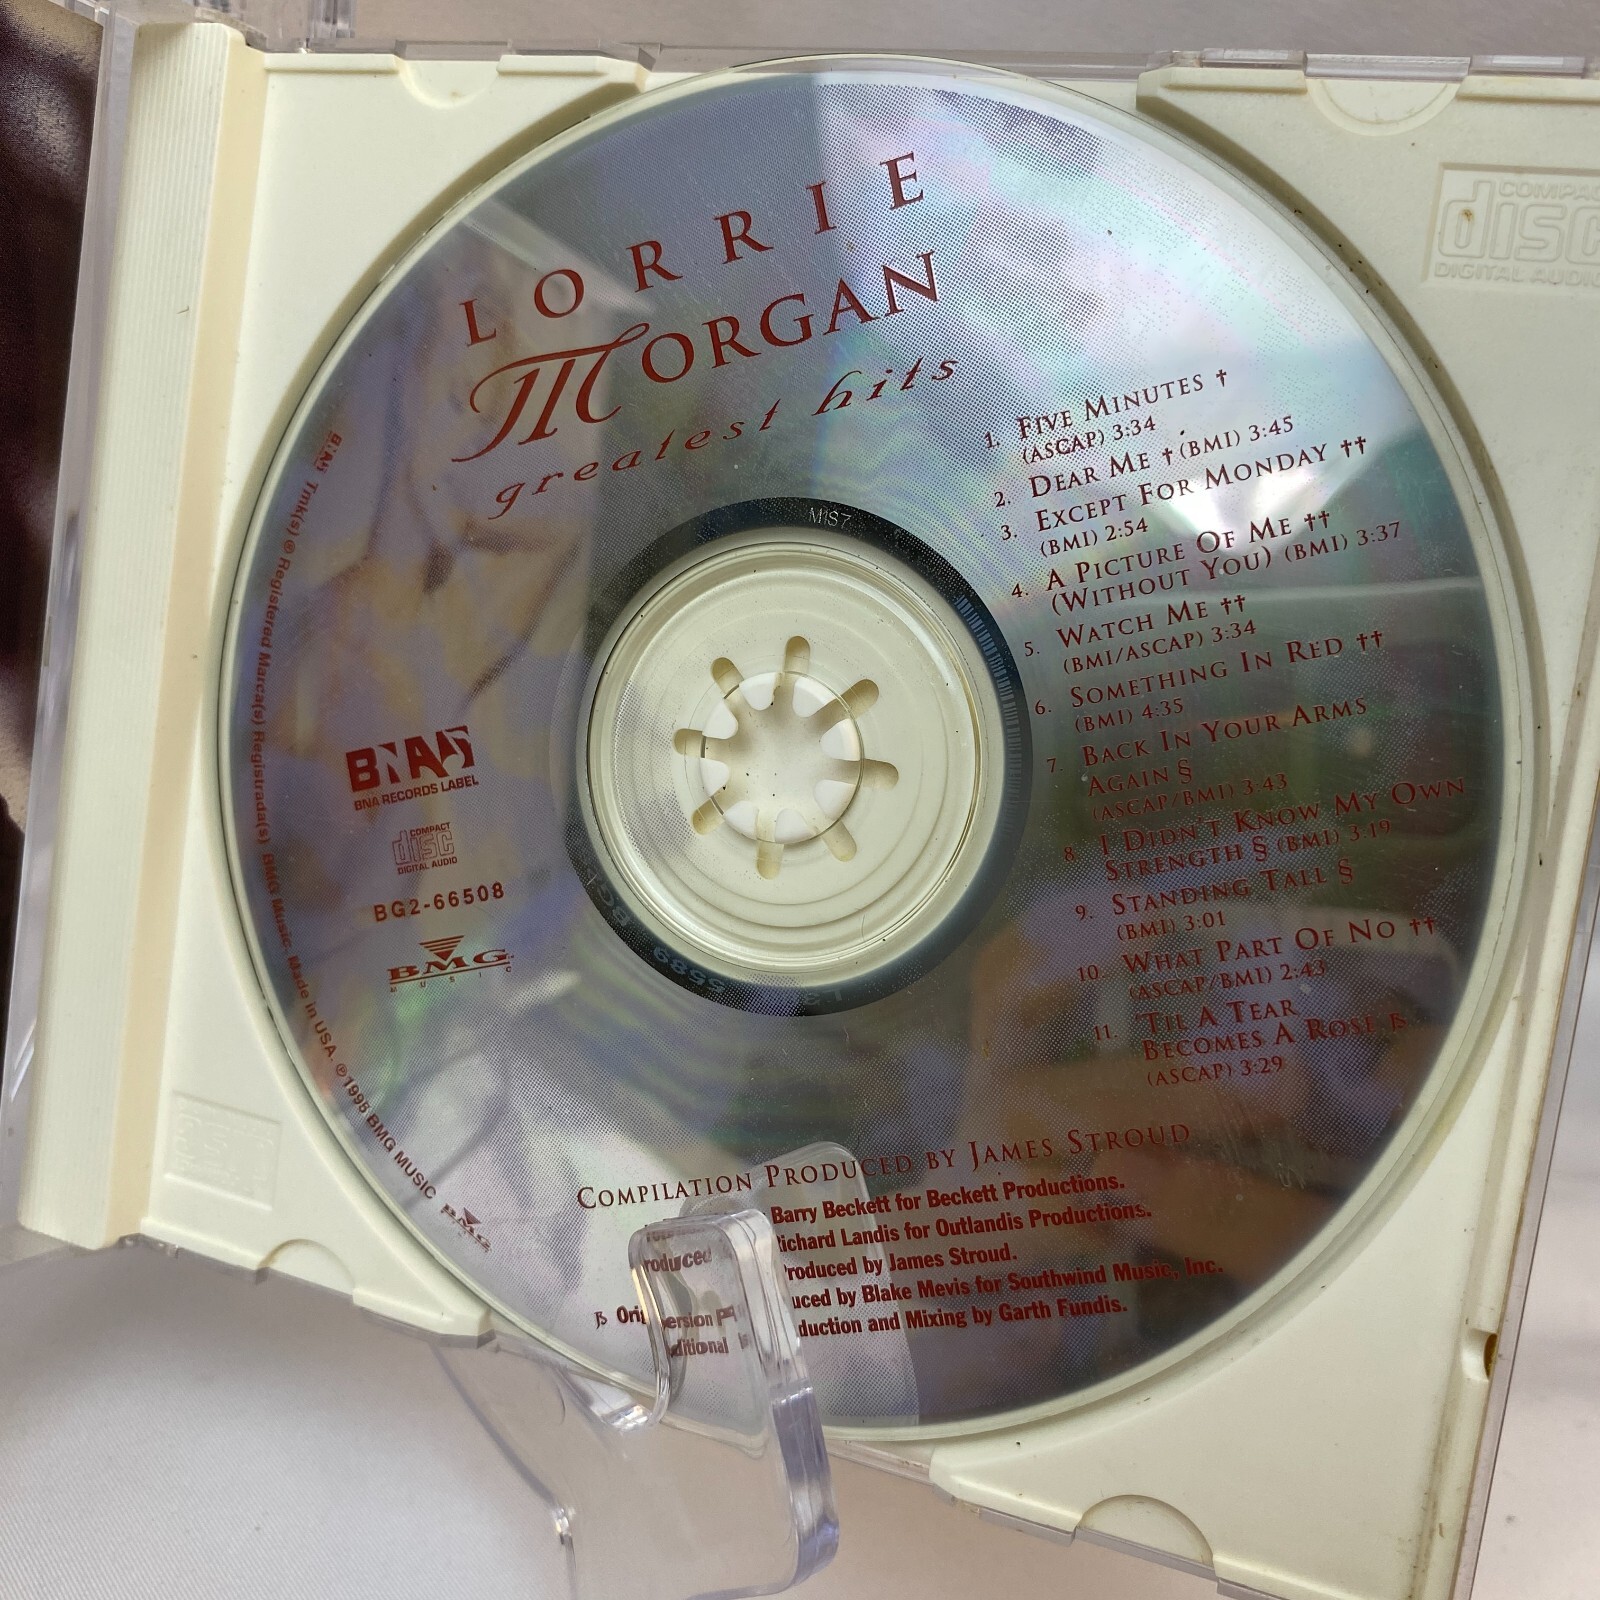 LORRIE
MORGAN
greatest hits
1. FIVE MINUTES †
(ASCAP) 3:34
2. DEAR ME † (BMI) 3:45
3. EXCEPT FOR MONDAY ††
(BMI) 2:54
4. A PICTURE OF ME ††
(WITHOUT YOU) (BMI) 3:37
5. WATCH ME ††
(BMI/ASCAP) 3:34
6. SOMETHING IN RED ††
(BMI) 4:35
7. BACK IN YOUR ARMS
AGAIN §
(ASCAP/BMI) 3:43
8. I DIDN'T KNOW MY OWN
STRENGTH § (BMI) 3:19
9. STANDING TALL §
(BMI) 3:01
10. WHAT PART OF NO ††
(ASCAP/BMI) 2:43
11. 'TIL A TEAR
BECOMES A ROSE
(ASCAP) 3:29
BNA
BNA RECORDS LABEL
COMPACT
disc
DIGITAL AUDIO
BG2-66508
BMG
MUSIC
Tmk(s) ® Registered Marca(s) Registrada(s) BMG Music. Made in USA. ℗ 1995 BMG MUSIC
BMG
M1S7
COMPILATION PRODUCED BY JAMES STROUD
Barry Beckett for Beckett Productions.
Richard Landis for Outlandis Productions.
Produced by James Stroud.
Blake Mevis for Southwind Music, Inc.
and Mixing by Garth Fundis.
COMPACT
disc
DIGITAL AUDIO